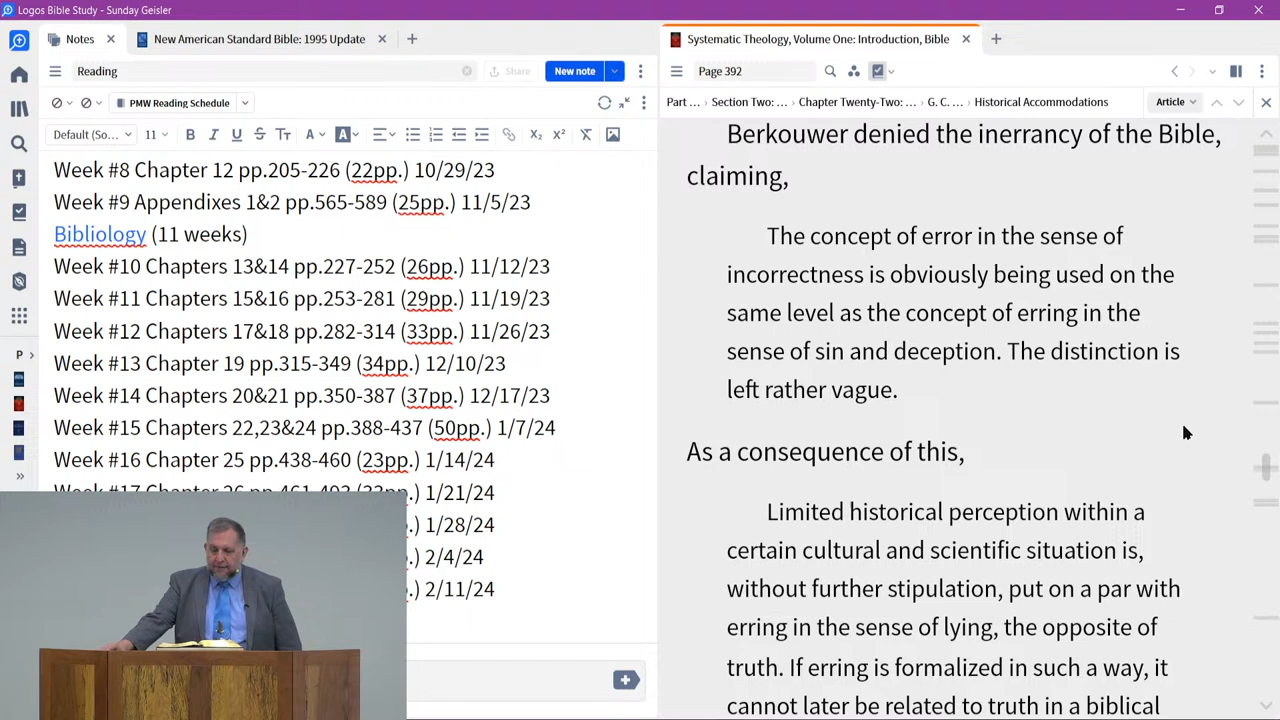 Logos Bible Study - Sunday Geisler
Notes
New American Standard Bible: 1995 Update
Systematic Theology, Volume One: Introduction, Bible
Reading
Share
New note
Page 392
PMW Reading Schedule
Part ... > Section Two: ... > Chapter Twenty-Two: ... > G. C. ... > Historical Accommodations
Article
Default (So...
11
B I U S Tт A A
X₂ X²
Week #8 Chapter 12 pp.205-226 (22pp.) 10/29/23
Week #9 Appendixes 1&2 pp.565-589 (25pp.) 11/5/23
Bibliology (11 weeks)
Week #10 Chapters 13&14 pp.227-252 (26pp.) 11/12/23
Week #11 Chapters 15&16 pp.253-281 (29pp.) 11/19/23
Week #12 Chapters 17&18 pp.282-314 (33pp.) 11/26/23
Week #13 Chapter 19 pp.315-349 (34pp.) 12/10/23
Week #14 Chapters 20&21 pp.350-387 (37pp.) 12/17/23
Week #15 Chapters 22,23&24 pp.388-437 (50pp.) 1/7/24
Week #16 Chapter 25 pp.438-460 (23pp.) 1/14/24
1/21/24
.) 1/28/24
.) 2/4/24
.) 2/11/24
P
Berkouwer denied the inerrancy of the Bible,
claiming,
The concept of error in the sense of
incorrectness is obviously being used on the
same level as the concept of erring in the
sense of sin and deception. The distinction is
left rather vague.
As a consequence of this,
Limited historical perception within a
certain cultural and scientific situation is,
without further stipulation, put on a par with
erring in the sense of lying, the opposite of
truth. If erring is formalized in such a way, it
cannot later be related to truth in a biblical